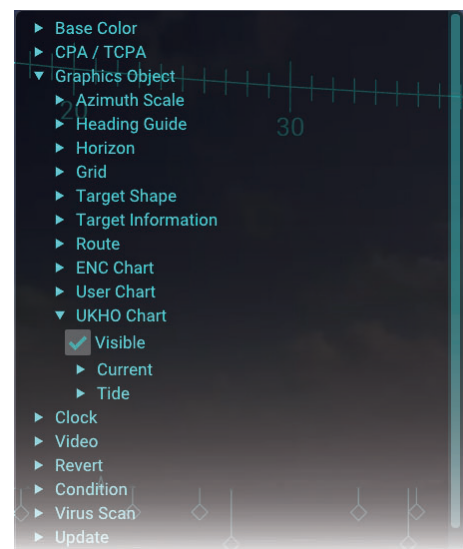 Base Color
CPA / TCPA
Graphics Object
20
Azimuth Scale
Heading Guide
30
Horizon
Grid
Target Shape
Target Information
Route
ENC Chart
User Chart
UKHO Chart
Visible
Current
Tide
Clock
Video
Revert
Condition
Virus Scan
Update